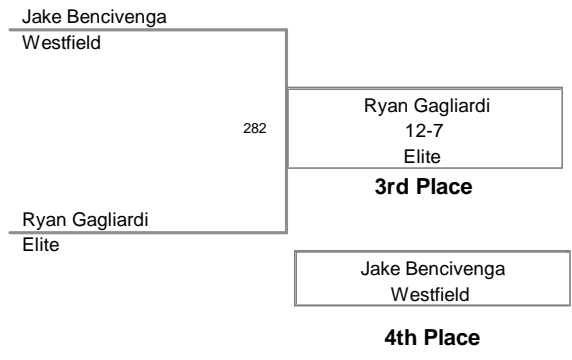 Jake Bencivenga
Westfield
282
Ryan Gagliardi
12-7
Elite
3rd Place
Ryan Gagliardi
Elite
Jake Bencivenga
Westfield
4th Place